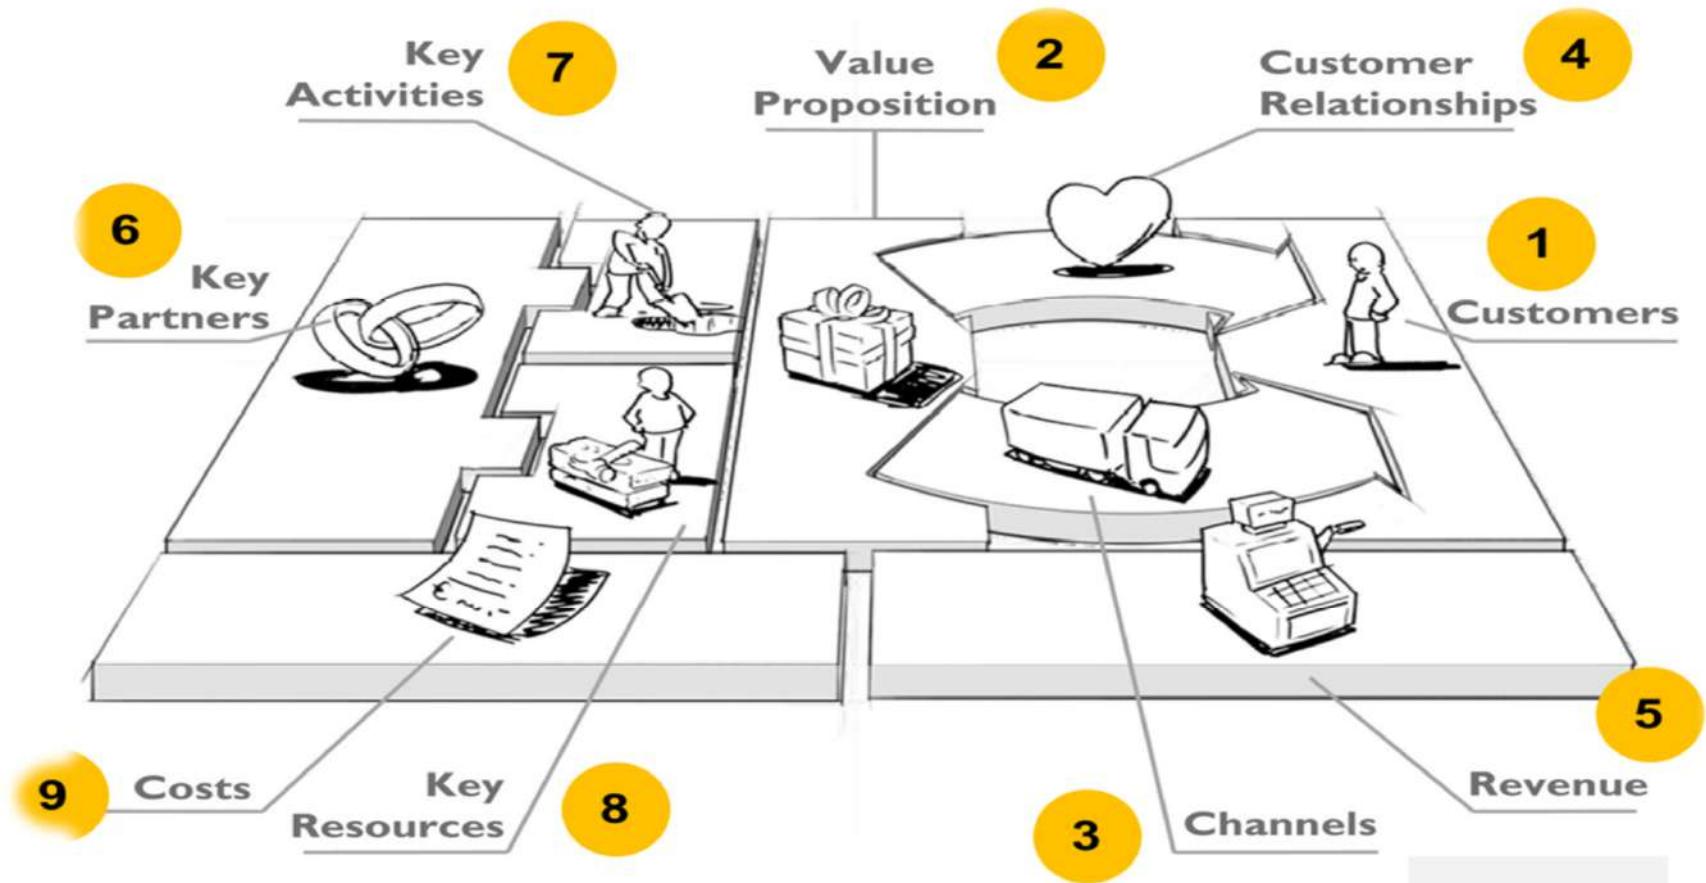 Key
Activities
7
Value
Proposition
2
Customer
Relationships
4
6
Key
Partners
1
Customers
5
Revenue
9
Costs
Key
Resources
8
3
Channels